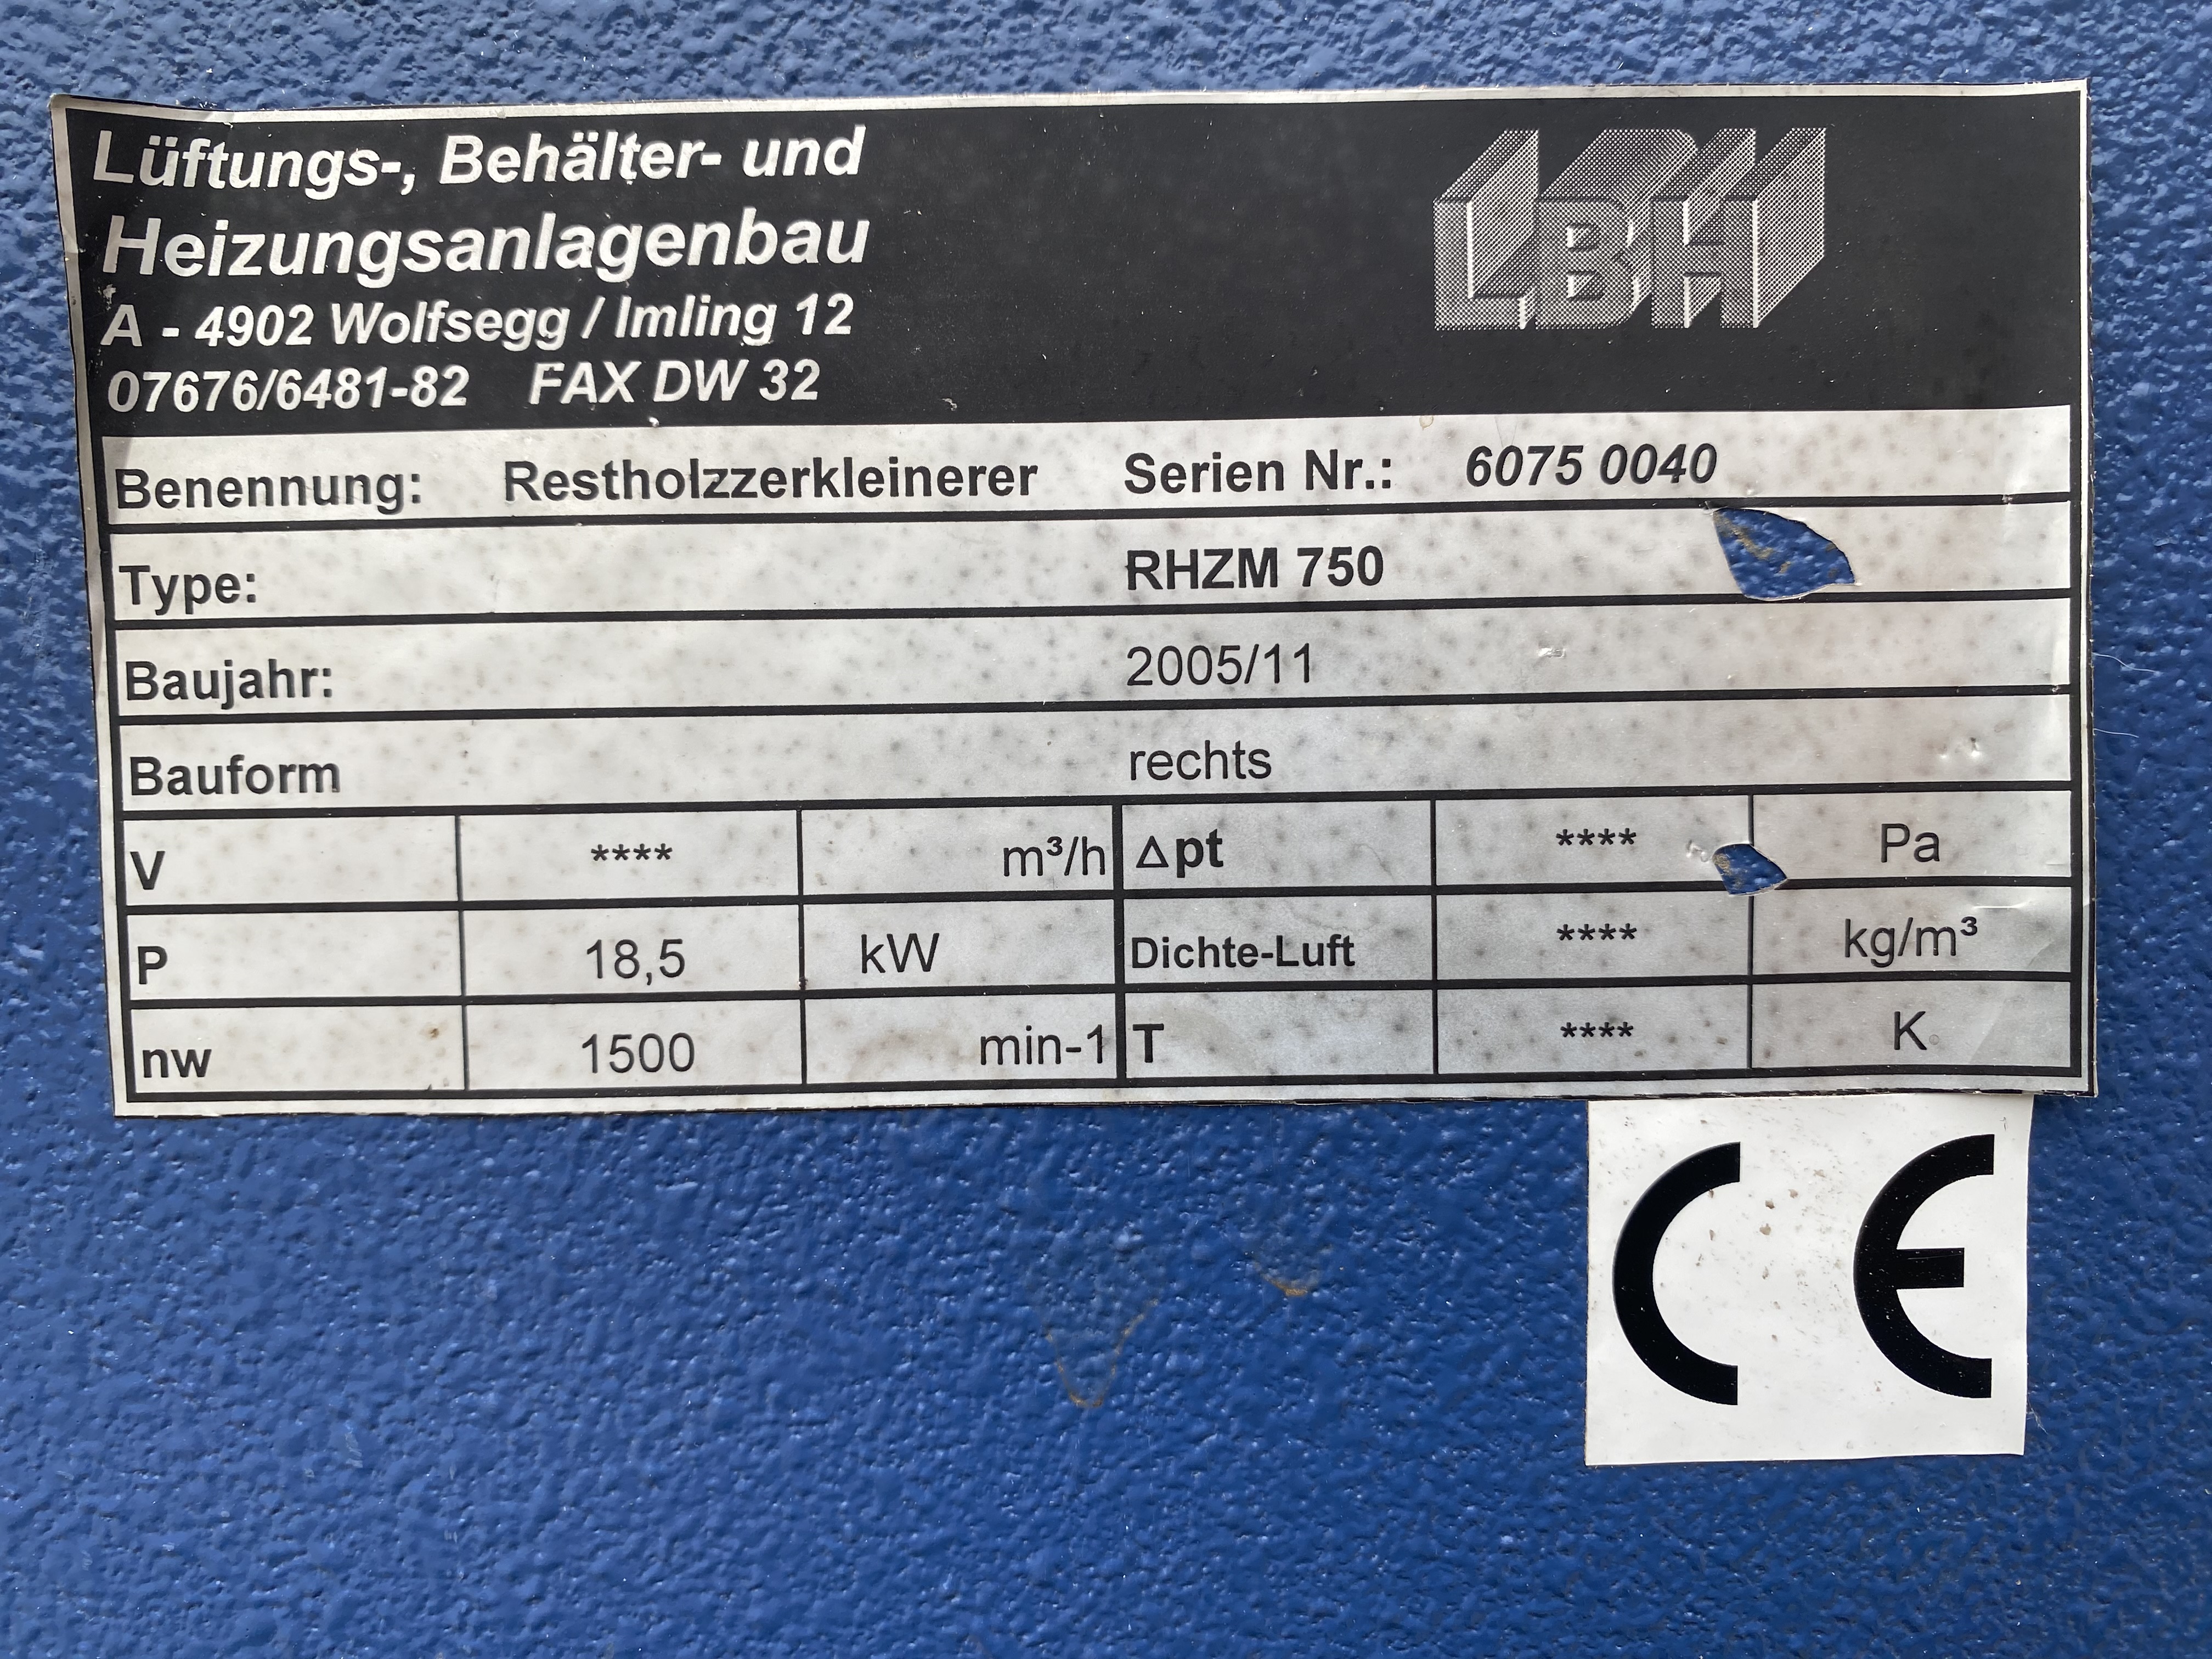 Lüftungs-, Behälter- und
Heizungsanlagenbau
A - 4902 Wolfsegg / Imling 12
07676/6481-82 FAX DW 32
LBH
Benennung: Restholzzerkleinerer Serien Nr.: 6075 0040
Type: RHZM 750
Baujahr: 2005/11
Bauform rechts
V **** m³/h Δpt **** Pa
P 18,5 kW Dichte-Luft **** kg/m³
nw 1500 min-1 T **** K
CE